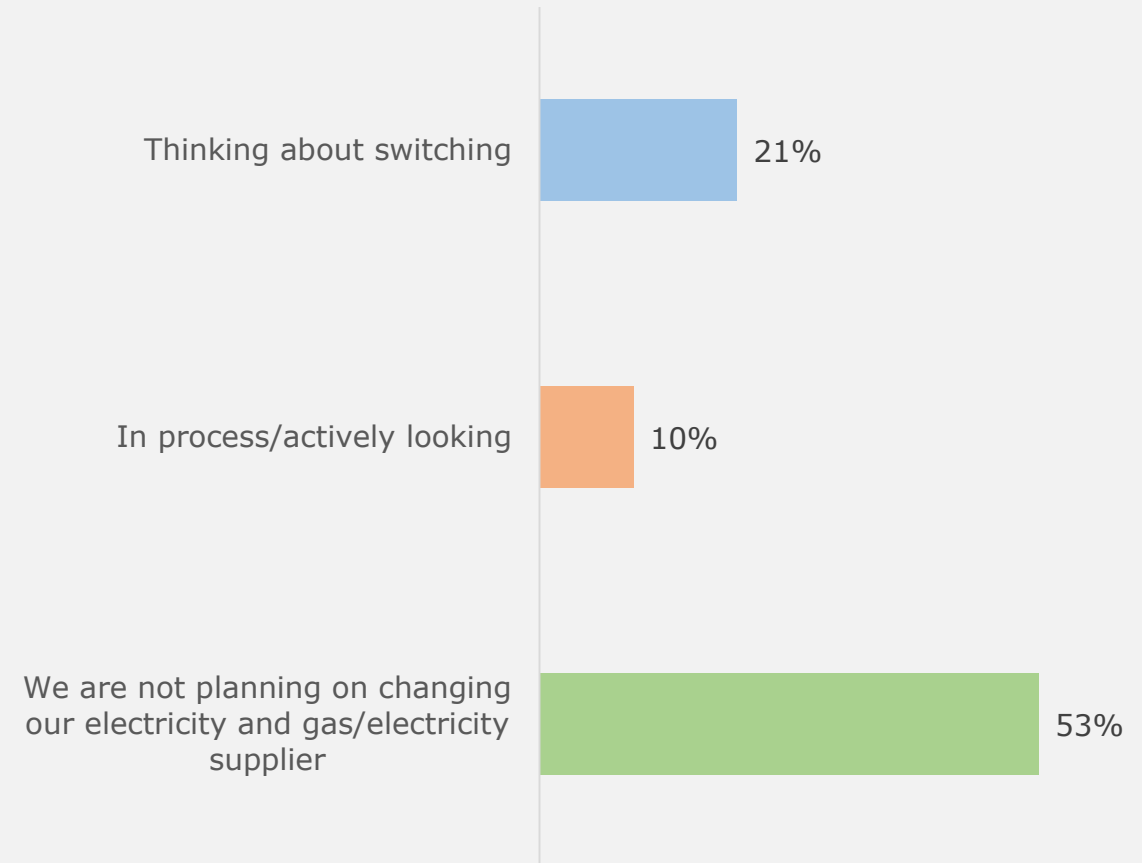 Thinking about switching
21%
In process/actively looking
10%
We are not planning on changing
our electricity and gas/electricity
supplier
53%